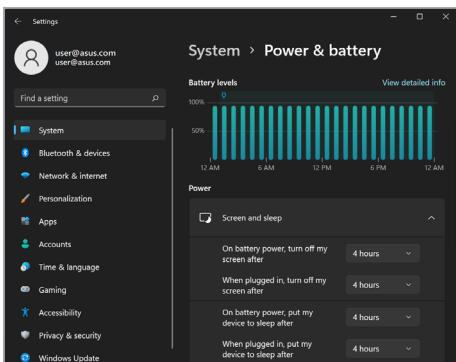 Settings
user@asus.com
user@asus.com
Find a setting
System
Bluetooth & devices
Network & internet
Personalization
Apps
Accounts
Time & language
Gaming
Accessibility
Privacy & security
Windows Update
System > Power & battery
Battery levels
View detailed info
100%
50%
12 AM 6 AM 12 PM 6 PM 12 AM
Power
Screen and sleep
On battery power, turn off my
screen after
4 hours
When plugged in, turn off my
screen after
4 hours
On battery power, put my
device to sleep after
4 hours
When plugged in, put my
device to sleep after
4 hours